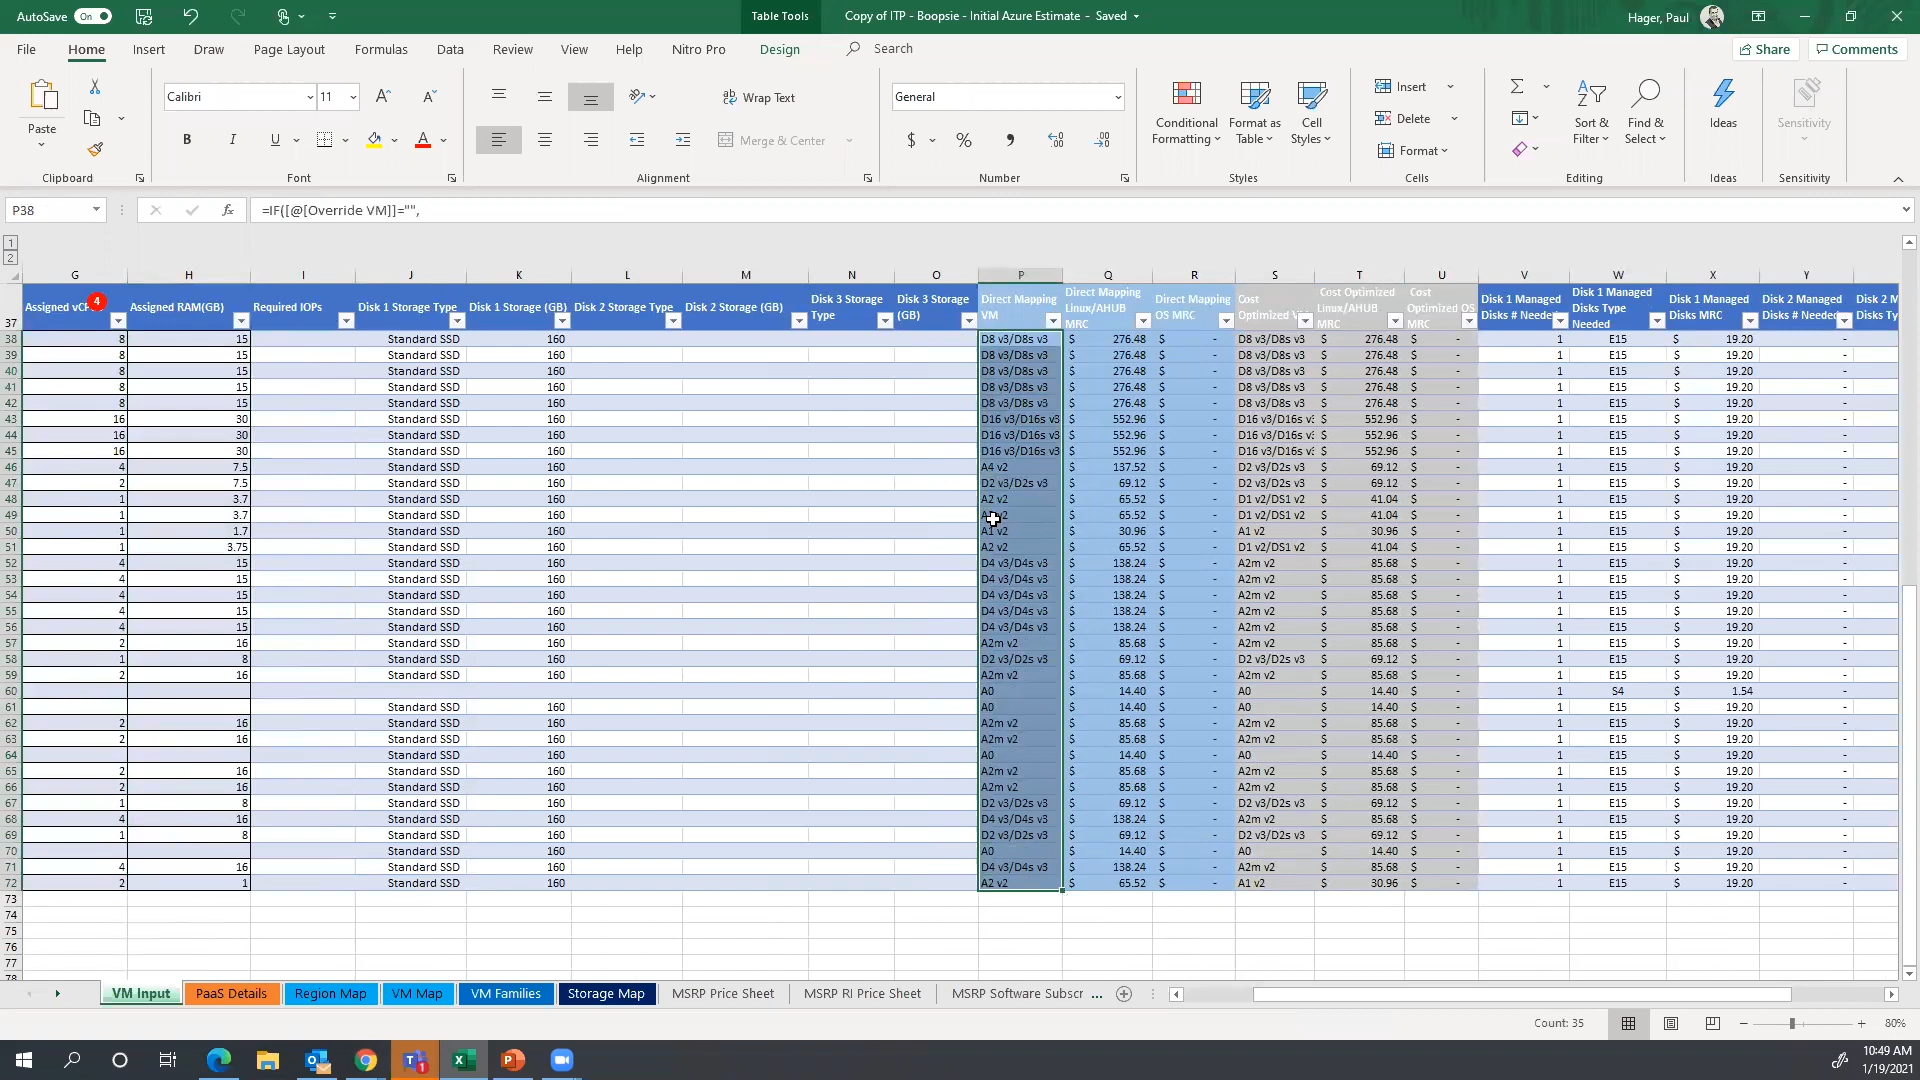 AutoSave On Table Tools Copy of ITP - Boopsie - Initial Azure Estimate - Saved Hager, Paul
File Home Insert Draw Page Layout Formulas Data Review View Help Nitro Pro Design Search Share Comments
Paste Calibri 11 Wrap Text General Conditional Formatting Format as Table Cell Styles Insert Sort & Filter Find & Select Ideas Sensitivity
B I U Merge & Center $ % Delete
Format
Clipboard Font Alignment Number Styles Cells Editing Ideas Sensitivity
P38 fx =IF([@[Override VM]]="",
1
2
G H I J K L M N O P Q R S T U V W X Y
37 4 Assigned RAM(GB) Required IOPs Disk 1 Storage Type Disk 1 Storage (GB) Disk 2 Storage Type Disk 2 Storage (GB) Disk 3 Storage Type Disk 3 Storage (GB) Direct Mapping VM Direct Mapping Linux/AHUB MRC Direct Mapping OS MRC Cost Optimized Cost Optimized Linux/AHUB MRC Cost Optimized OS MRC Disk 1 Managed Disks # Needed Disk 1 Managed Disks Type Needed Disk 1 Managed Disks MRC Disk 2 Managed Disks # Needed Disk 2 M Disks Ty
38 8 15 Standard SSD 160 D8 v3/D8s v3 $ 276.48 $ - D8 v3/D8s v3 $ 276.48 $ - 1 E15 $ 19.20 -
39 8 15 Standard SSD 160 D8 v3/D8s v3 $ 276.48 $ - D8 v3/D8s v3 $ 276.48 $ - 1 E15 $ 19.20 -
40 8 15 Standard SSD 160 D8 v3/D8s v3 $ 276.48 $ - D8 v3/D8s v3 $ 276.48 $ - 1 E15 $ 19.20 -
41 8 15 Standard SSD 160 D8 v3/D8s v3 $ 276.48 $ - D8 v3/D8s v3 $ 276.48 $ - 1 E15 $ 19.20 -
42 8 15 Standard SSD 160 D8 v3/D8s v3 $ 276.48 $ - D8 v3/D8s v3 $ 276.48 $ - 1 E15 $ 19.20 -
43 16 30 Standard SSD 160 D16 v3/D16s v3 $ 552.96 $ - D16 v3/D16s v3 $ 552.96 $ - 1 E15 $ 19.20 -
44 16 30 Standard SSD 160 D16 v3/D16s v3 $ 552.96 $ - D16 v3/D16s v3 $ 552.96 $ - 1 E15 $ 19.20 -
45 16 30 Standard SSD 160 D16 v3/D16s v3 $ 552.96 $ - D16 v3/D16s v3 $ 552.96 $ - 1 E15 $ 19.20 -
46 4 7.5 Standard SSD 160 A4 v2 $ 137.52 $ - D2 v3/D2s v3 $ 69.12 $ - 1 E15 $ 19.20 -
47 2 7.5 Standard SSD 160 D2 v3/D2s v3 $ 69.12 $ - D2 v3/D2s v3 $ 69.12 $ - 1 E15 $ 19.20 -
48 1 3.7 Standard SSD 160 A2 v2 $ 65.52 $ - D1 v2/DS1 v2 $ 41.04 $ - 1 E15 $ 19.20 -
49 1 3.7 Standard SSD 160 v2 $ 65.52 $ - D1 v2/DS1 v2 $ 41.04 $ - 1 E15 $ 19.20 -
50 1 1.7 Standard SSD 160 A1 v2 $ 30.96 $ - A1 v2 $ 30.96 $ - 1 E15 $ 19.20 -
51 1 3.75 Standard SSD 160 A2 v2 $ 65.52 $ - D1 v2/DS1 v2 $ 41.04 $ - 1 E15 $ 19.20 -
52 4 15 Standard SSD 160 D4 v3/D4s v3 $ 138.24 $ - A2m v2 $ 85.68 $ - 1 E15 $ 19.20 -
53 4 15 Standard SSD 160 D4 v3/D4s v3 $ 138.24 $ - A2m v2 $ 85.68 $ - 1 E15 $ 19.20 -
54 4 15 Standard SSD 160 D4 v3/D4s v3 $ 138.24 $ - A2m v2 $ 85.68 $ - 1 E15 $ 19.20 -
55 4 15 Standard SSD 160 D4 v3/D4s v3 $ 138.24 $ - A2m v2 $ 85.68 $ - 1 E15 $ 19.20 -
56 4 15 Standard SSD 160 D4 v3/D4s v3 $ 138.24 $ - A2m v2 $ 85.68 $ - 1 E15 $ 19.20 -
57 2 16 Standard SSD 160 A2m v2 $ 85.68 $ - A2m v2 $ 85.68 $ - 1 E15 $ 19.20 -
58 1 8 Standard SSD 160 D2 v3/D2s v3 $ 69.12 $ - D2 v3/D2s v3 $ 69.12 $ - 1 E15 $ 19.20 -
59 2 16 Standard SSD 160 A2m v2 $ 85.68 $ - A2m v2 $ 85.68 $ - 1 E15 $ 19.20 -
60 A0 $ 14.40 $ - A0 $ 14.40 $ - 1 S4 $ 1.54 -
61 Standard SSD 160 A0 $ 14.40 $ - A0 $ 14.40 $ - 1 E15 $ 19.20 -
62 2 16 Standard SSD 160 A2m v2 $ 85.68 $ - A2m v2 $ 85.68 $ - 1 E15 $ 19.20 -
63 2 16 Standard SSD 160 A2m v2 $ 85.68 $ - A2m v2 $ 85.68 $ - 1 E15 $ 19.20 -
64 Standard SSD 160 A0 $ 14.40 $ - A0 $ 14.40 $ - 1 E15 $ 19.20 -
65 2 16 Standard SSD 160 A2m v2 $ 85.68 $ - A2m v2 $ 85.68 $ - 1 E15 $ 19.20 -
66 2 16 Standard SSD 160 A2m v2 $ 85.68 $ - A2m v2 $ 85.68 $ - 1 E15 $ 19.20 -
67 1 8 Standard SSD 160 D2 v3/D2s v3 $ 69.12 $ - D2 v3/D2s v3 $ 69.12 $ - 1 E15 $ 19.20 -
68 4 16 Standard SSD 160 D4 v3/D4s v3 $ 138.24 $ - A2m v2 $ 85.68 $ - 1 E15 $ 19.20 -
69 1 8 Standard SSD 160 D2 v3/D2s v3 $ 69.12 $ - D2 v3/D2s v3 $ 69.12 $ - 1 E15 $ 19.20 -
70 Standard SSD 160 A0 $ 14.40 $ - A0 $ 14.40 $ - 1 E15 $ 19.20 -
71 4 16 Standard SSD 160 D4 v3/D4s v3 $ 138.24 $ - A2m v2 $ 85.68 $ - 1 E15 $ 19.20 -
72 2 1 Standard SSD 160 A2 v2 $ 65.52 $ - A1 v2 $ 30.96 $ - 1 E15 $ 19.20 -
73
74
75
76
77
78
VM Input PaaS Details Region Map VM Map VM Families Storage Map MSRP Price Sheet MSRP RI Price Sheet MSRP Software Subscr ...
Count: 35 80%
10:49 AM
1/19/2021